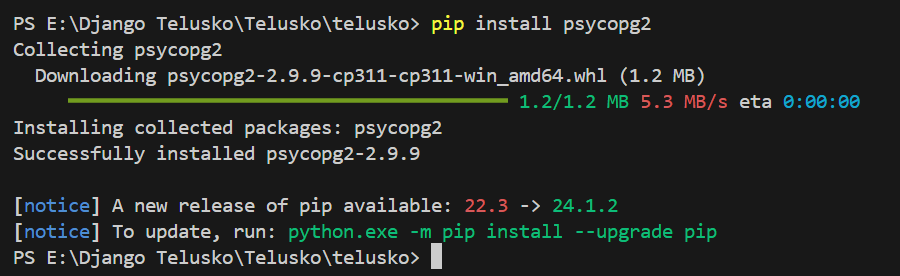 PS E:\Django Telusko\Telusko\telusko> pip install psycopg2
Collecting psycopg2
  Downloading psycopg2-2.9.9-cp311-cp311-win_amd64.whl (1.2 MB)
1.2/1.2 MB 5.3 MB/s eta 0:00:00
Installing collected packages: psycopg2
Successfully installed psycopg2-2.9.9
[notice] A new release of pip available: 22.3 -> 24.1.2
[notice] To update, run: python.exe -m pip install --upgrade pip
PS E:\Django Telusko\Telusko\telusko>